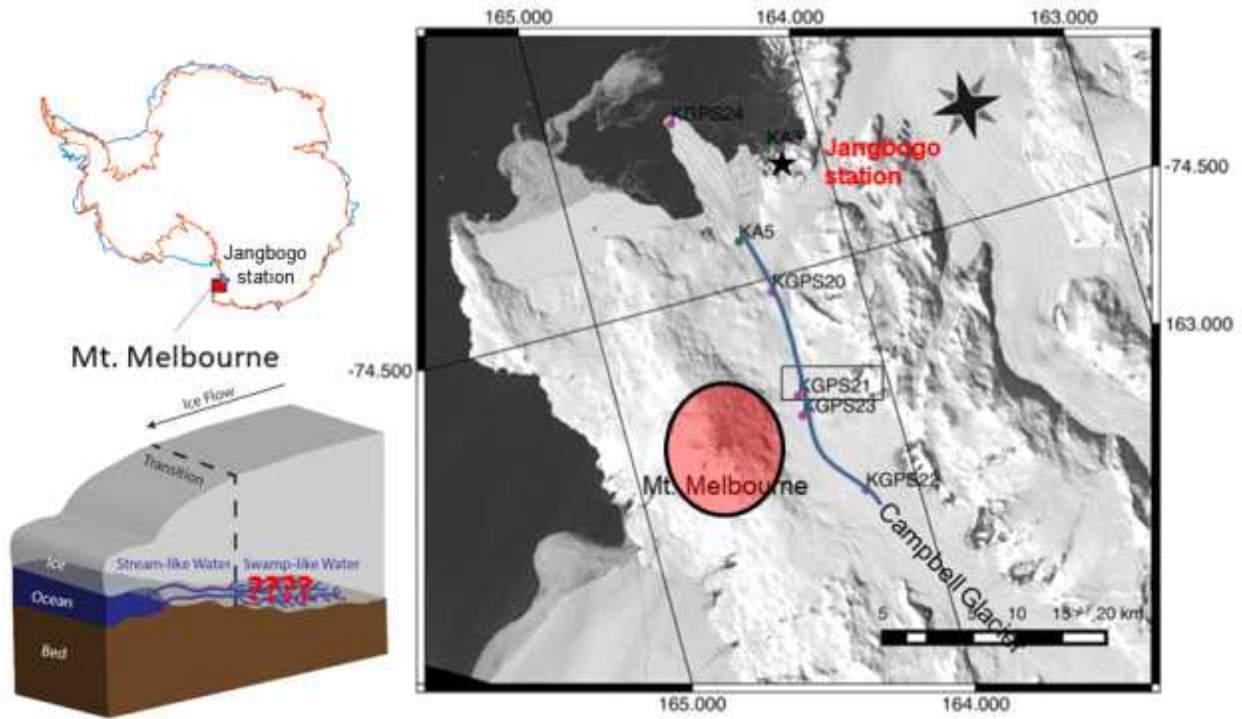 165.000
164.000
163.000
KGPS24
Jangbogo
station
-74.500
KA5
KGPS20
163.000
Jangbogo
station
Mt. Melbourne
-74.500
Ice Flow
Transition
KGPS21
KGPS23
Mt. Melbourne
KGPS22
Campbell Glacier
Ice
Stream-like Water
Swamp-like Water
????
Ocean
Bed
5
10
15
20 km
165.000
164.000